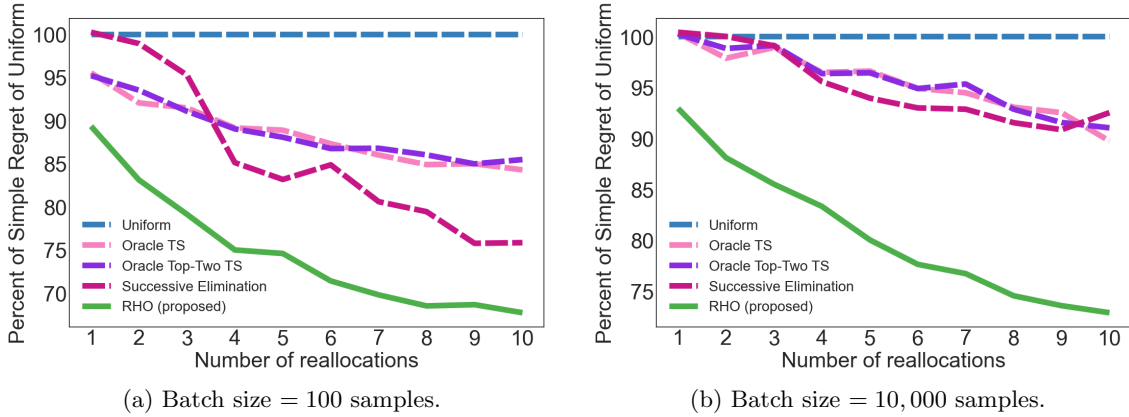 Percent of Simple Regret of Uniform
100
95
90
85
80
75
70
Uniform
Oracle TS
Oracle Top-Two TS
Successive Elimination
RHO (proposed)
1 2 3 4 5 6 7 8 9 10
Number of reallocations
(a) Batch size = 100 samples.
Percent of Simple Regret of Uniform
100
95
90
85
80
75
Uniform
Oracle TS
Oracle Top-Two TS
Successive Elimination
RHO (proposed)
1 2 3 4 5 6 7 8 9 10
Number of reallocations
(b) Batch size = 10,000 samples.